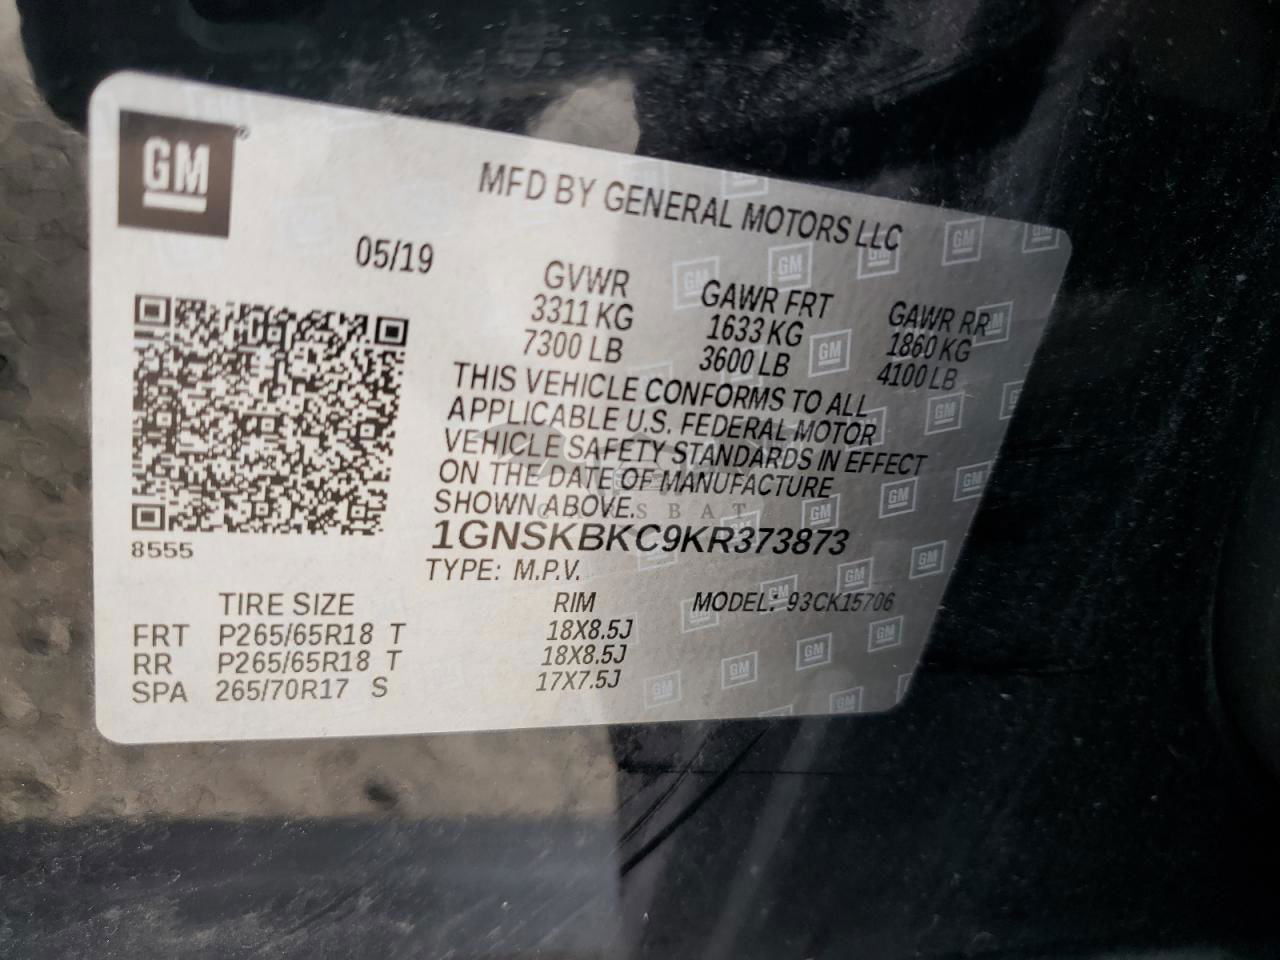 GM®
MFD BY GENERAL MOTORS LLC
05/19
GVWR GAWR FRT GAWR RR
3311 KG 1633 KG 1860 KG
7300 LB 3600 LB 4100 LB
THIS VEHICLE CONFORMS TO ALL
APPLICABLE U.S. FEDERAL MOTOR
VEHICLE SAFETY STANDARDS IN EFFECT
ON THE DATE OF MANUFACTURE
SHOWN ABOVE.
8555
1GNSKBKC9KR373873
TYPE: M.P.V.
TIRE SIZE RIM MODEL: 93CK15706
FRT P265/65R18 T 18X8.5J
RR P265/65R18 T 18X8.5J
SPA 265/70R17 S 17X7.5J